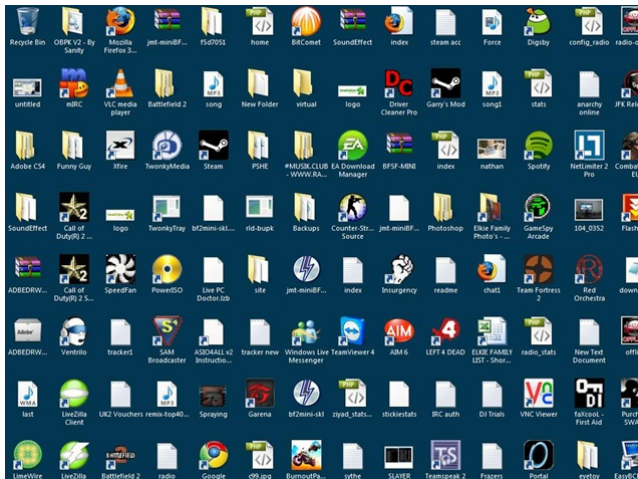 Recycle Bin
OBPK V2 - By Sanity
Mozilla Firefox 3...
jmt-miniBF...
f5d7051
home
BitComet
SoundEffect
index
steam acc
Force
Digsby
config_radio
untitled
mIRC
VLC media player
Battlefield 2
song
New Folder
virtual
logo
Driver Cleaner Pro
Garry's Mod
song1
stats
anarchy online
Adobe CS4
Funny Guy
Xfire
TwonkyMedia
Steam
PSHE
#MUSIK.CLUB - WWW.RA...
EA Download Manager
BFSF-MINI
index
nathan
Spotify
NetLimiter 2 Pro
SoundEffect
Call of Duty(R) 2 ...
logo
TwonkyTray
bf2mini-skl....
rld-bupk
Backups
Counter-Str... Source
jmt-miniBF...
Photoshop
Elkie Family Photo's - ...
GameSpy Arcade
104_0352
Flash
ADBEDRW...
Call of Duty(R) 2 S...
SpeedFan
PowerISO
Live PC Doctor.lzb
site
jmt-miniBF...
index
Insurgency
readme
chat1
Team Fortress 2
Red Orchestra
down
ADBEDRW...
Ventrilo
tracker1
SAM Broadcaster
ASIO4ALL v2 Instructio...
tracker new
Windows Live Messenger
TeamViewer 4
AIM 6
LEFT 4 DEAD
ELKIE FAMILY LIST - Shor...
radio_stats
New Text Document
offli
last
LiveZilla Client
UK2 Vouchers
remix-top40...
Spraying
Garena
bf2mini-skl
ziyad_stats...
stickiestats
IRC auth
DJ Trials
VNC Viewer
faXcooL - First Aid
Purch
SWA
LimeWire
LiveZilla
Battlefield 2
radio
Google
c99.jpg
BurnoutPa...
sythe
SLAYER
Teamspeak 2
Frazers
Portal
eyetoy
EasyBC